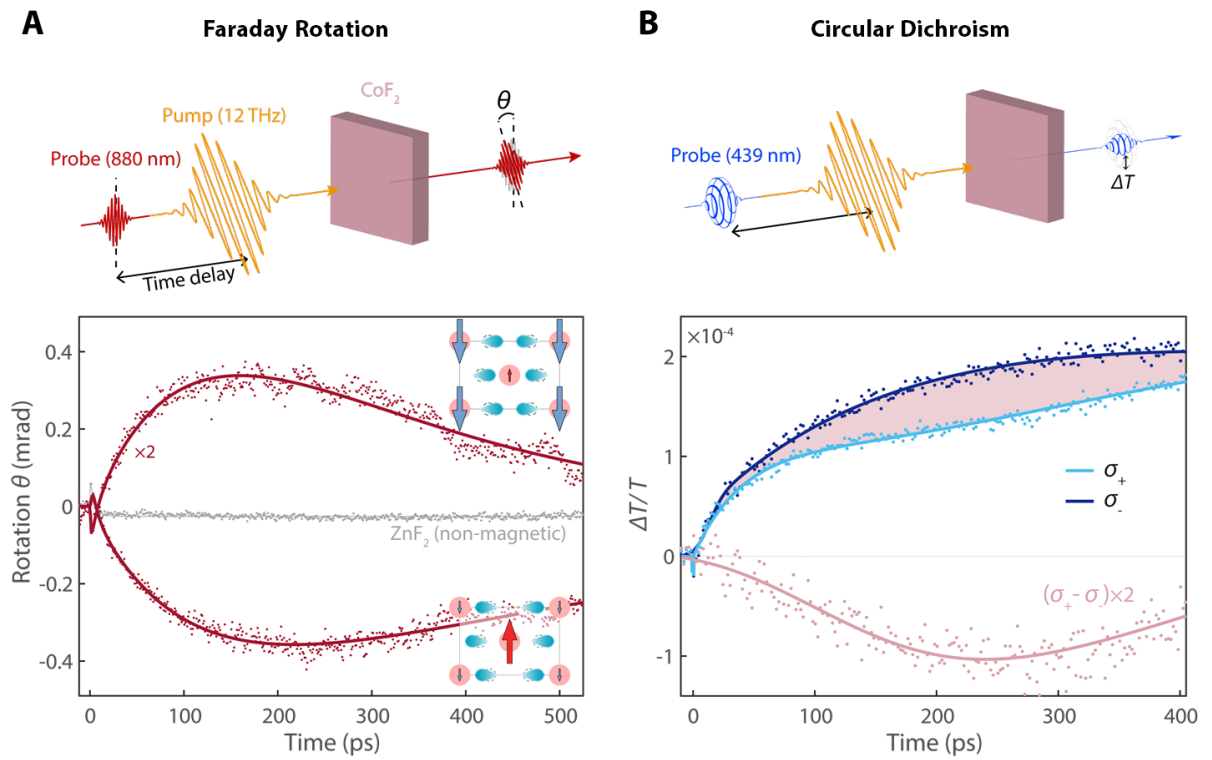 A
Faraday Rotation
CoF₂
θ
Pump (12 THz)
Probe (880 nm)
Time delay
Rotation θ (mrad)
0.4
0.2
0
-0.2
-0.4
×2
ZnF₂ (non-magnetic)
0
100
200
300
400
500
Time (ps)
B
Circular Dichroism
Probe (439 nm)
ΔT
ΔT/T
×10⁻⁴
2
1
0
-1
σ₊
σ₋
(σ₊- σ₋)×2
0
100
200
300
400
Time (ps)